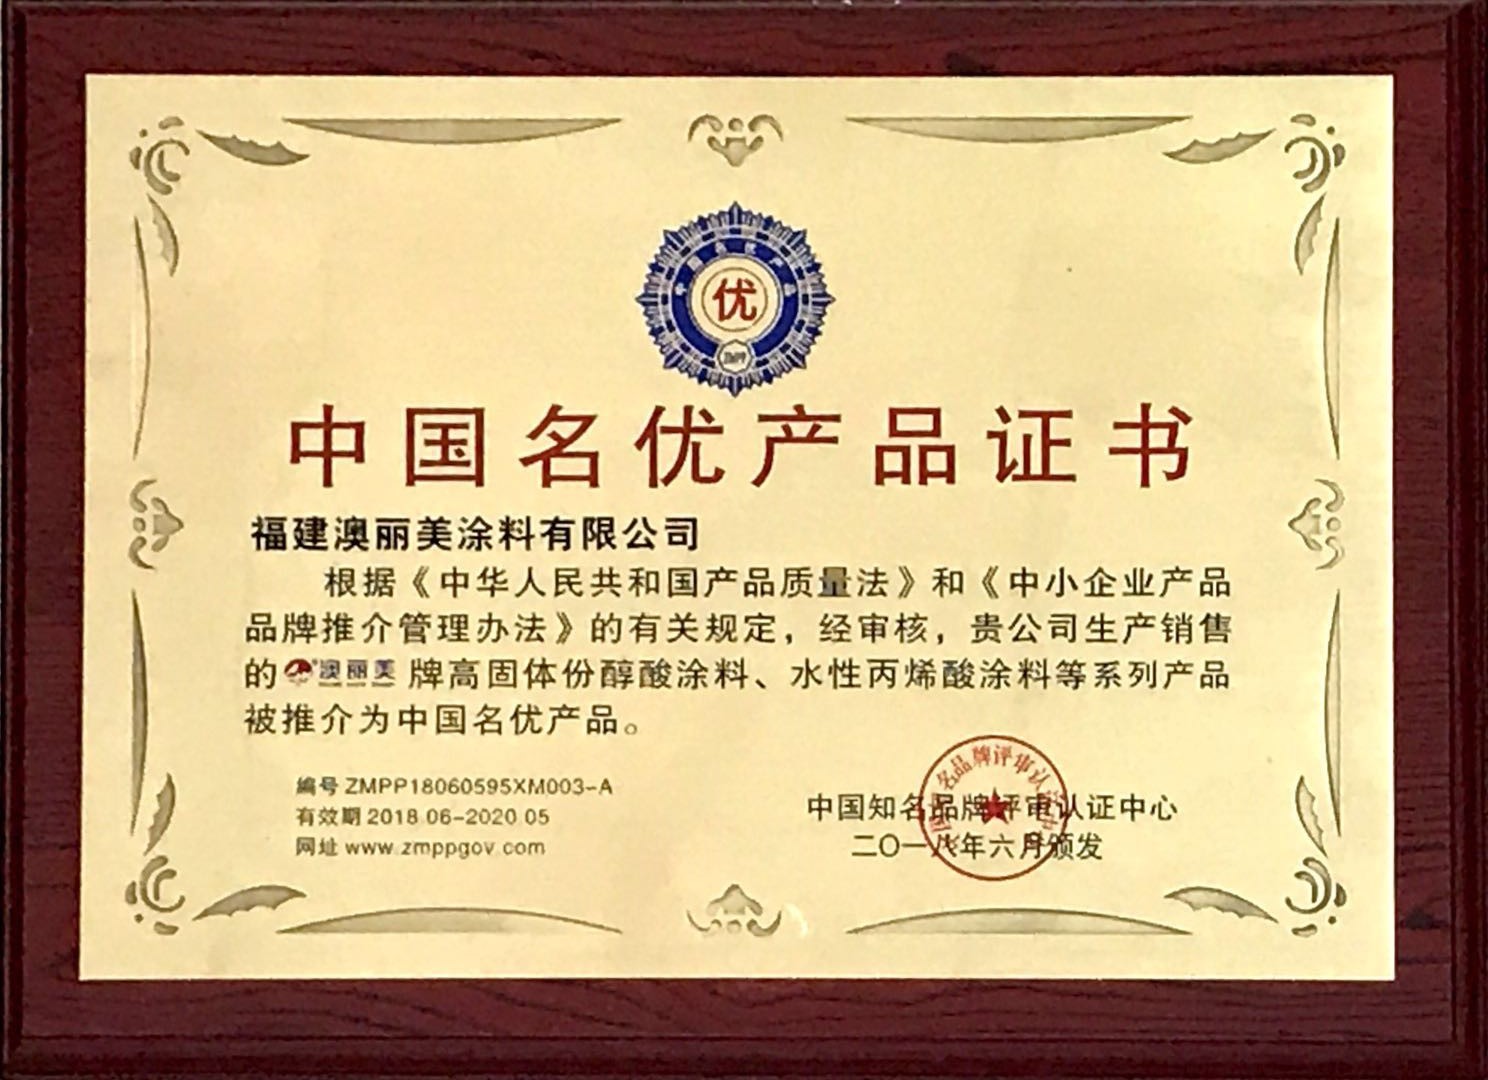 中国名优产品
优
中国名优产品证书
福建澳丽美涂料有限公司
根据《中华人民共和国产品质量法》和《中小企业产品
品牌推介管理办法》的有关规定，经审核，贵公司生产销售
的澳丽美牌高固体份醇酸涂料、水性丙烯酸涂料等系列产品
被推介为中国名优产品。
编号 ZMPP18060595XM003-A
有效期 2018.06-2020.05
网址 www.zmppgov.com
中国知名品牌评审认证中心
二〇一八年六月颁发